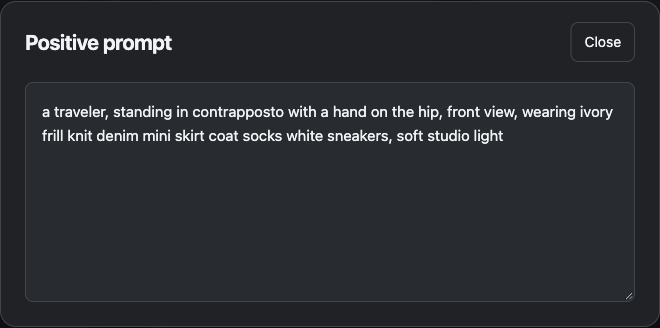 Positive prompt
Close
a traveler, standing in contrapposto with a hand on the hip, front view, wearing ivory
frill knit denim mini skirt coat socks white sneakers, soft studio light